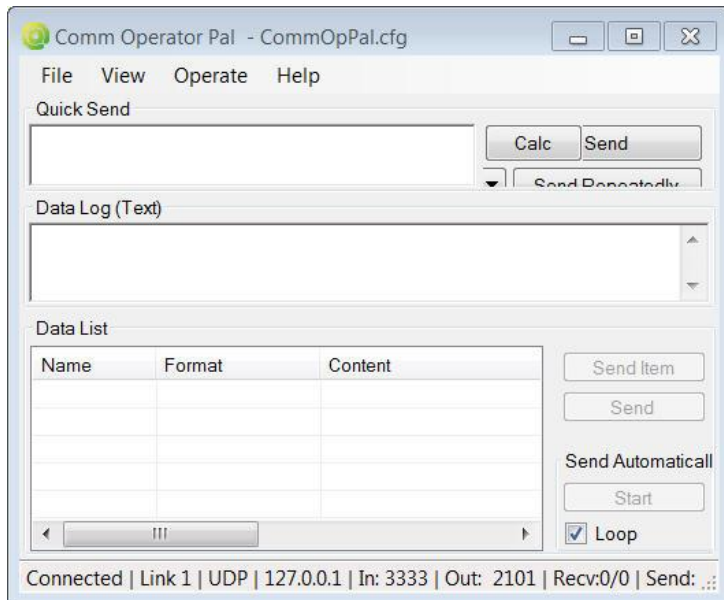 Comm Operator Pal - CommOpPal.cfg
File View Operate Help
Quick Send
Calc Send
Send Repeatedly
Data Log (Text)
Data List
Name Format Content
Send Item
Send
Send Automaticall
Start
Loop
Connected | Link 1 | UDP | 127.0.0.1 | In: 3333 | Out: 2101 | Recv:0/0 | Send: